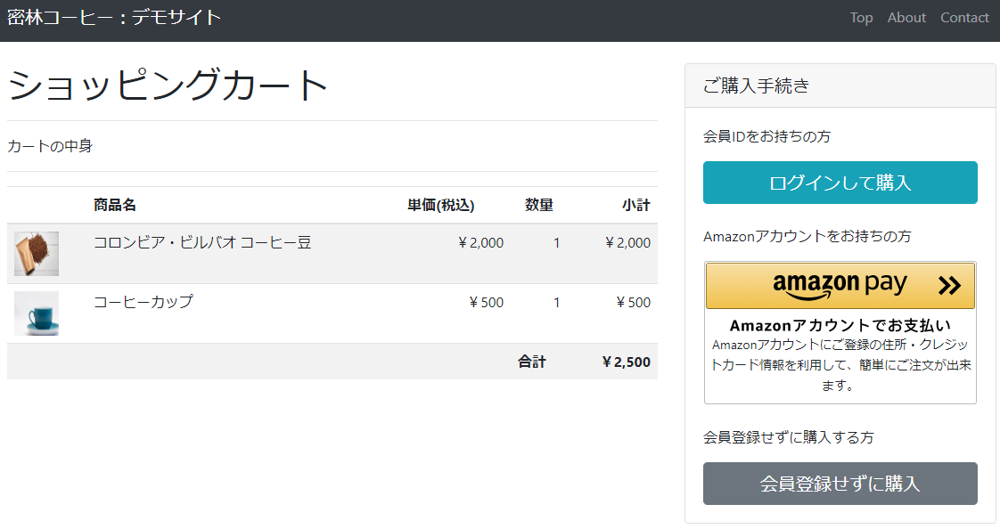 密林コーヒー：デモサイト
Top About Contact
ショッピングカート
カートの中身
商品名 単価(税込) 数量 小計
コロンビア・ビルバオ コーヒー豆 ¥2,000 1 ¥2,000
コーヒーカップ ¥500 1 ¥500
合計 ¥2,500
ご購入手続き
会員IDをお持ちの方
ログインして購入
Amazonアカウントをお持ちの方
amazon pay
Amazonアカウントでお支払い
Amazonアカウントにご登録の住所・クレジッ
トカード情報を利用して、簡単にご注文が出来
ます。
会員登録せずに購入する方
会員登録せずに購入